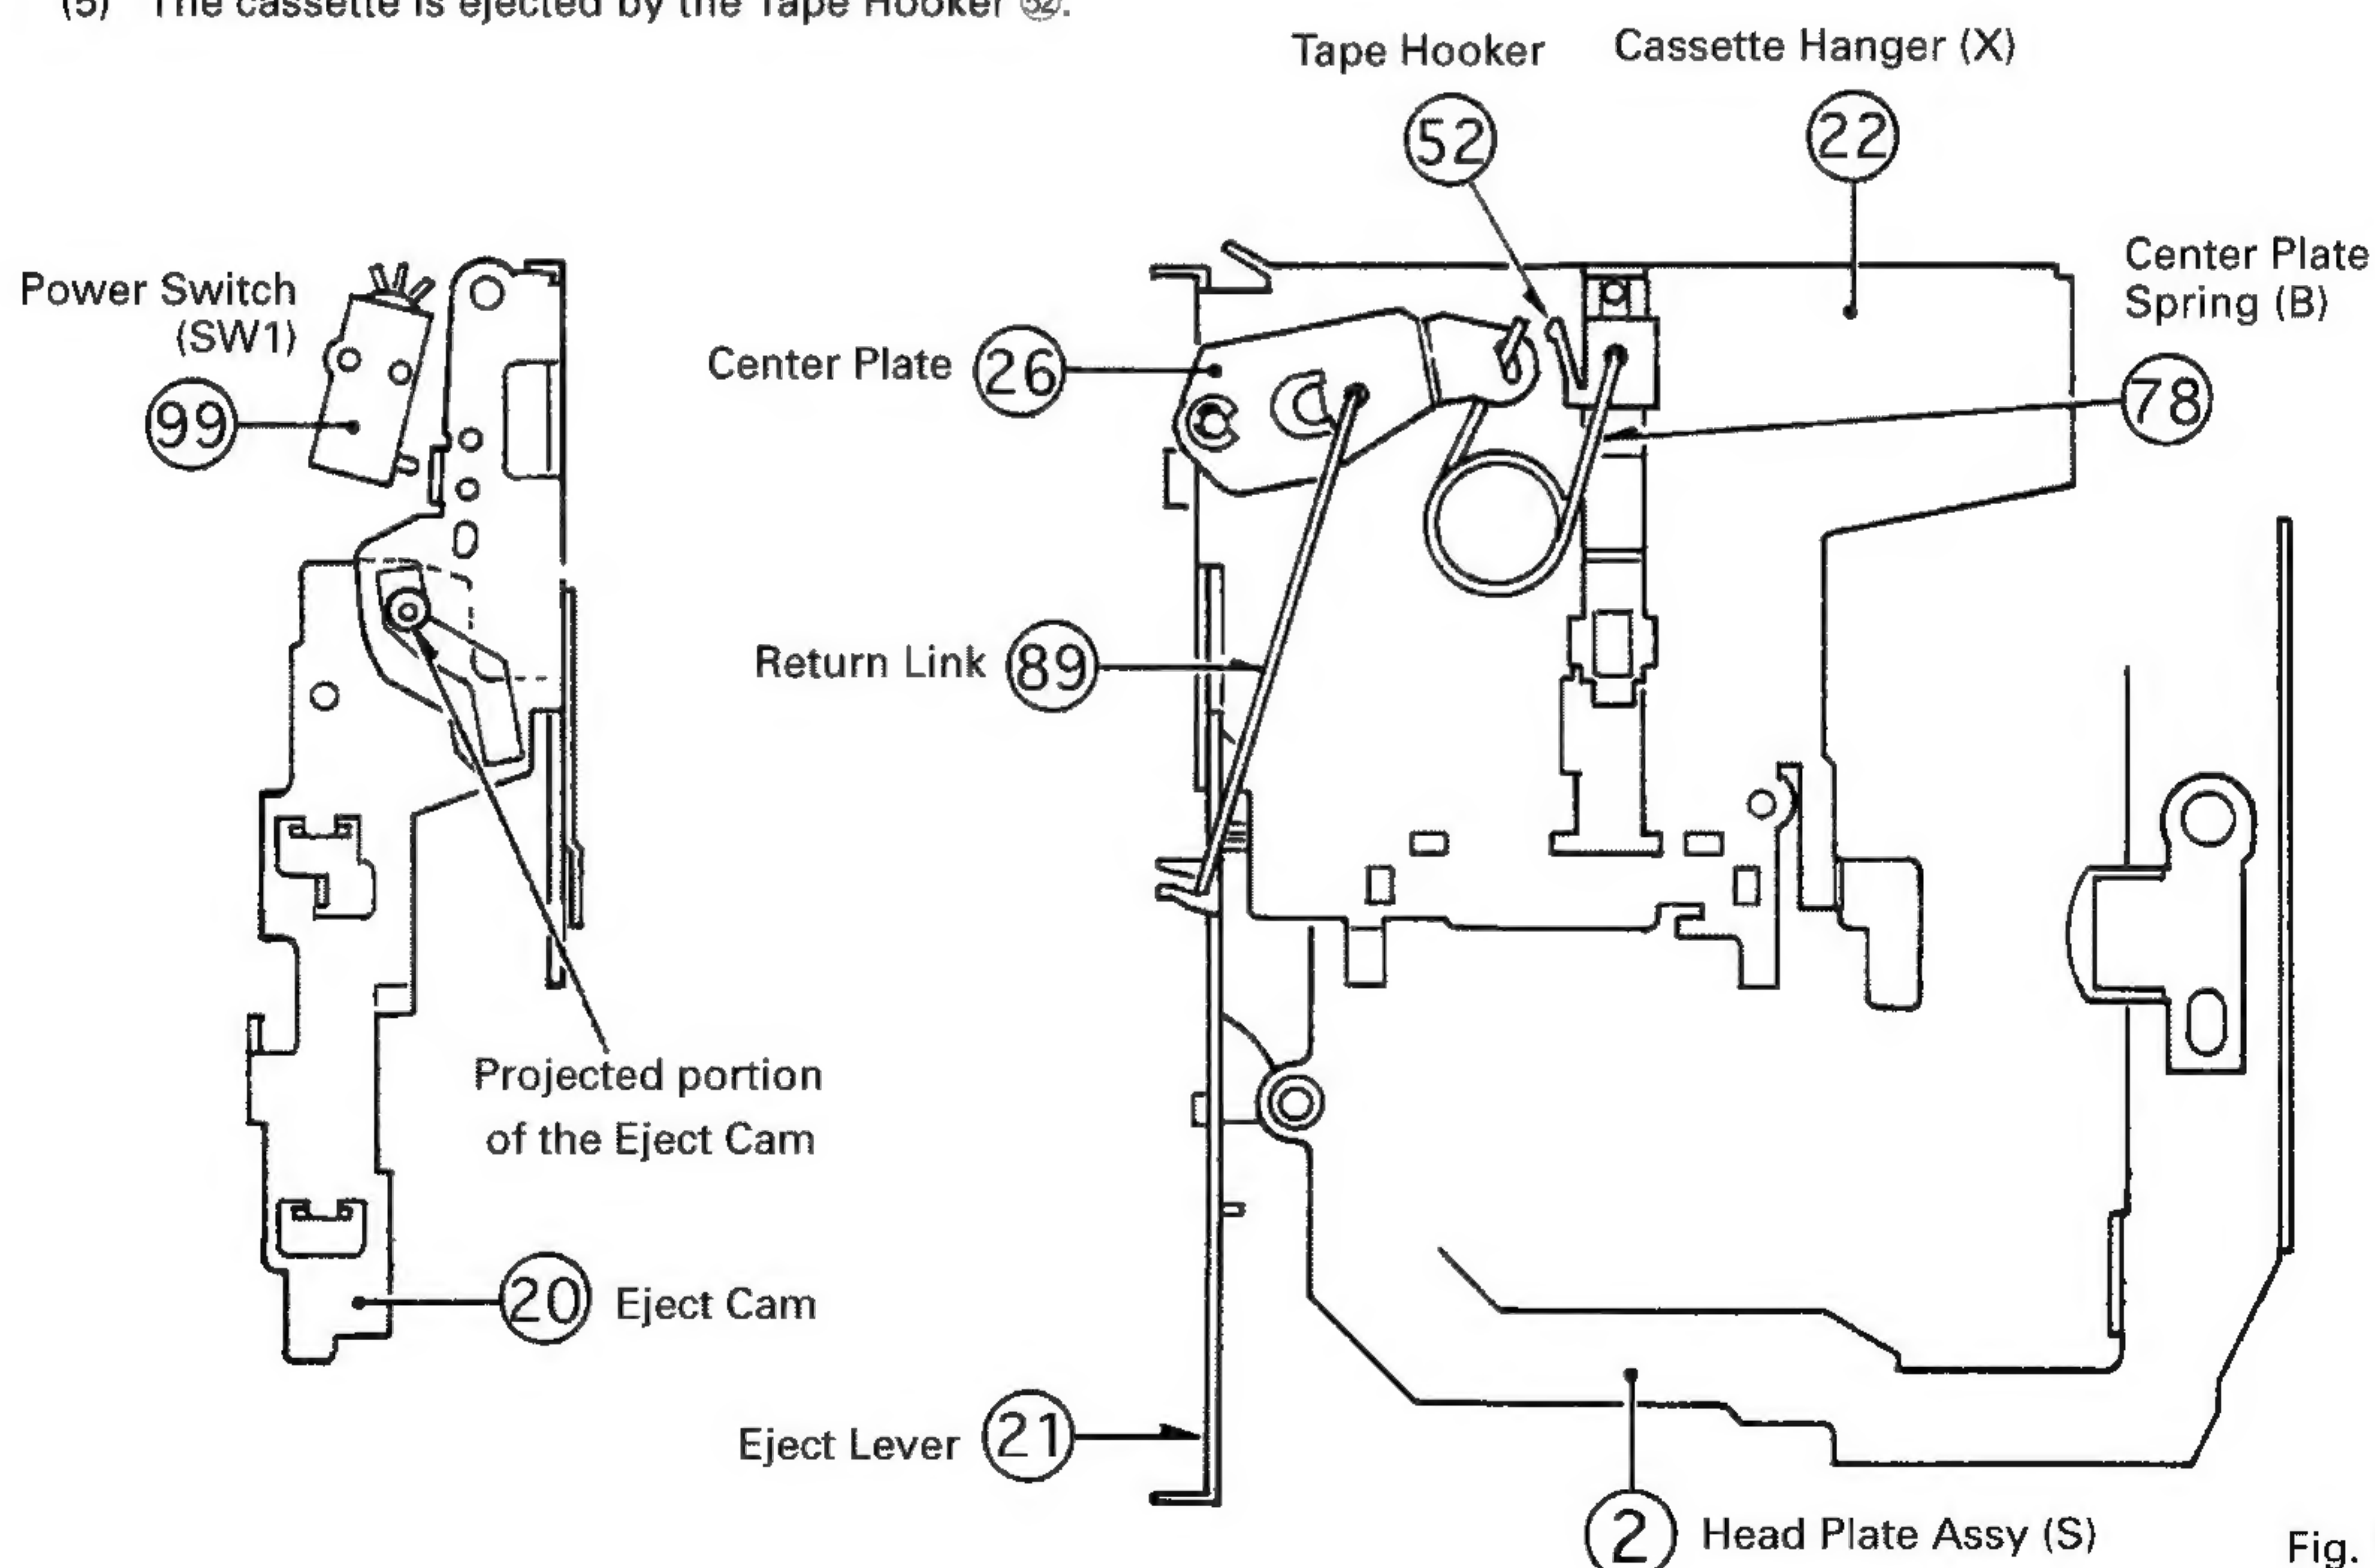 (5) The cassette is ejected by the Tape Hooker 52.
Tape Hooker
Cassette Hanger (X)
52
22
Power Switch
(SW1)
99
Center Plate 26
Center Plate
Spring (B)
78
Return Link 89
Projected portion
of the Eject Cam
20 Eject Cam
Eject Lever 21
2 Head Plate Assy (S)
Fig.